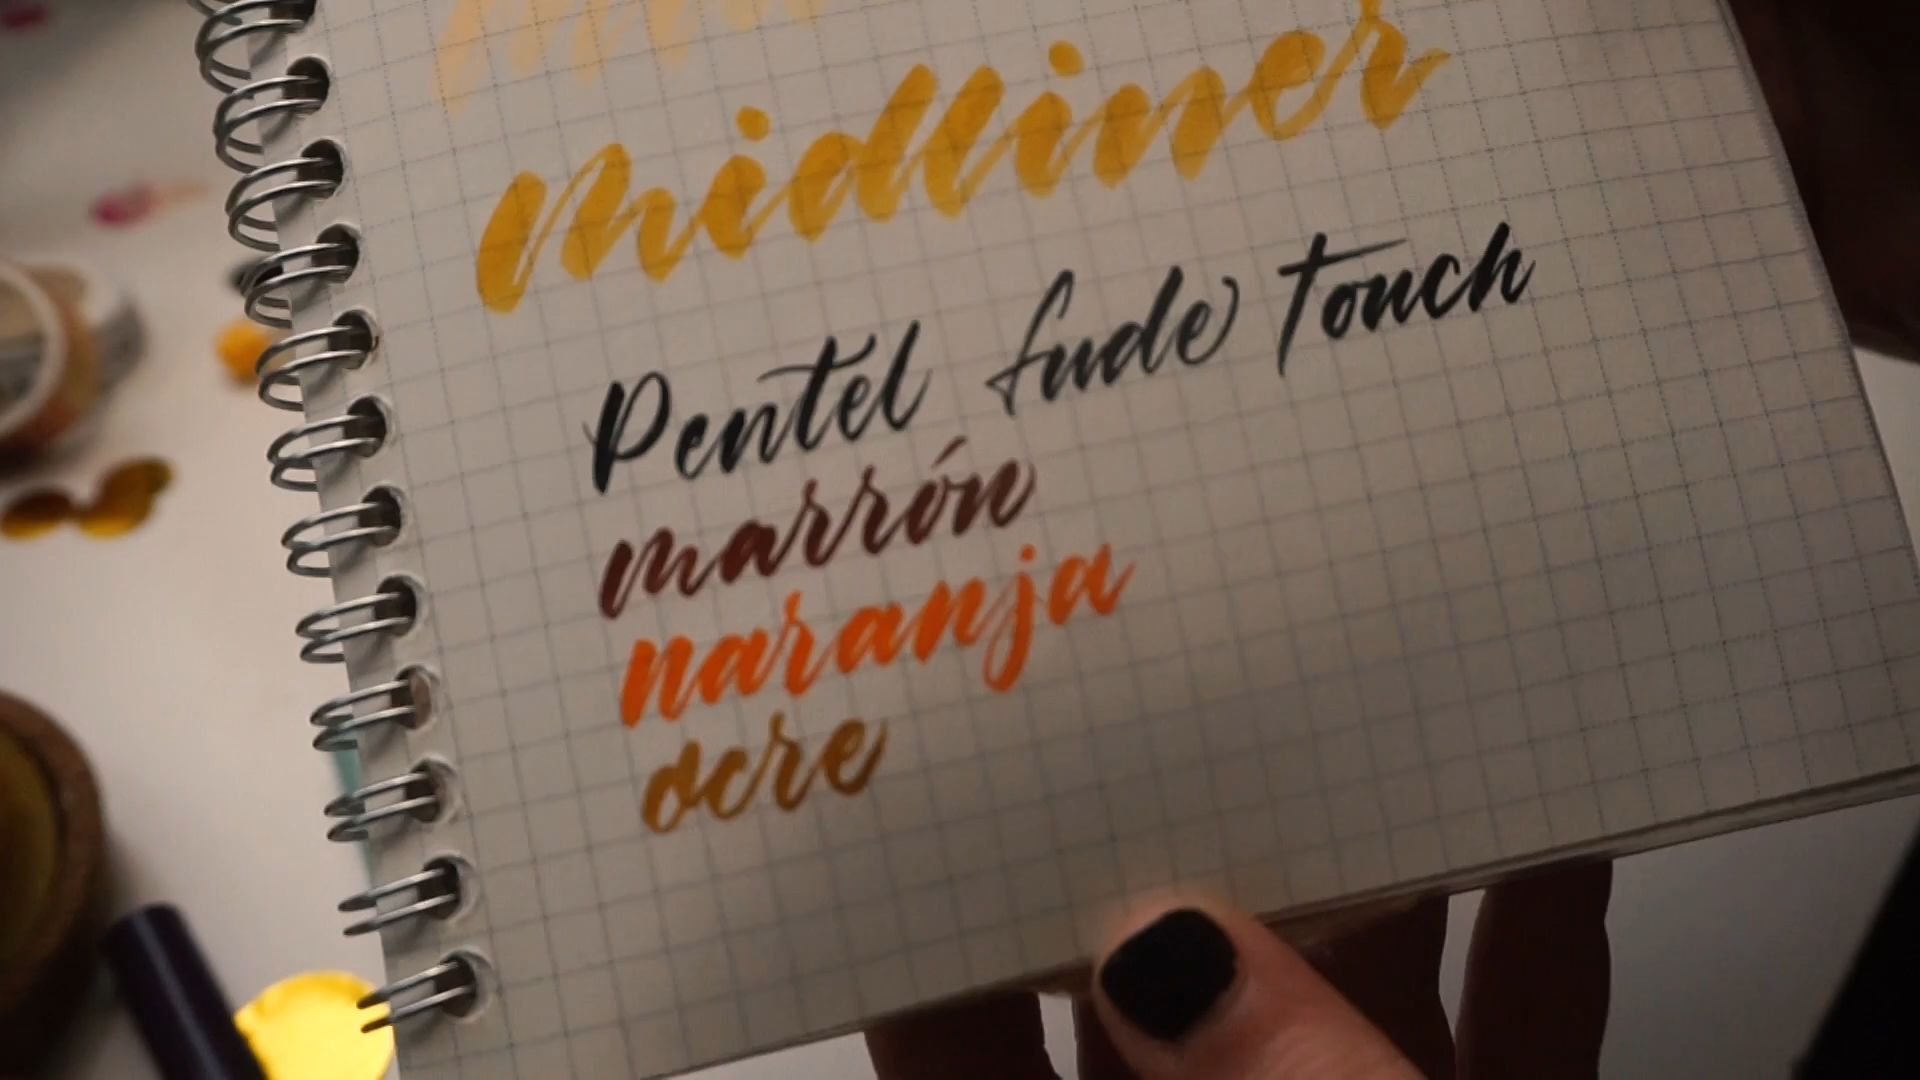 midliner
Pentel fude touch
marrón
naranja
ocre